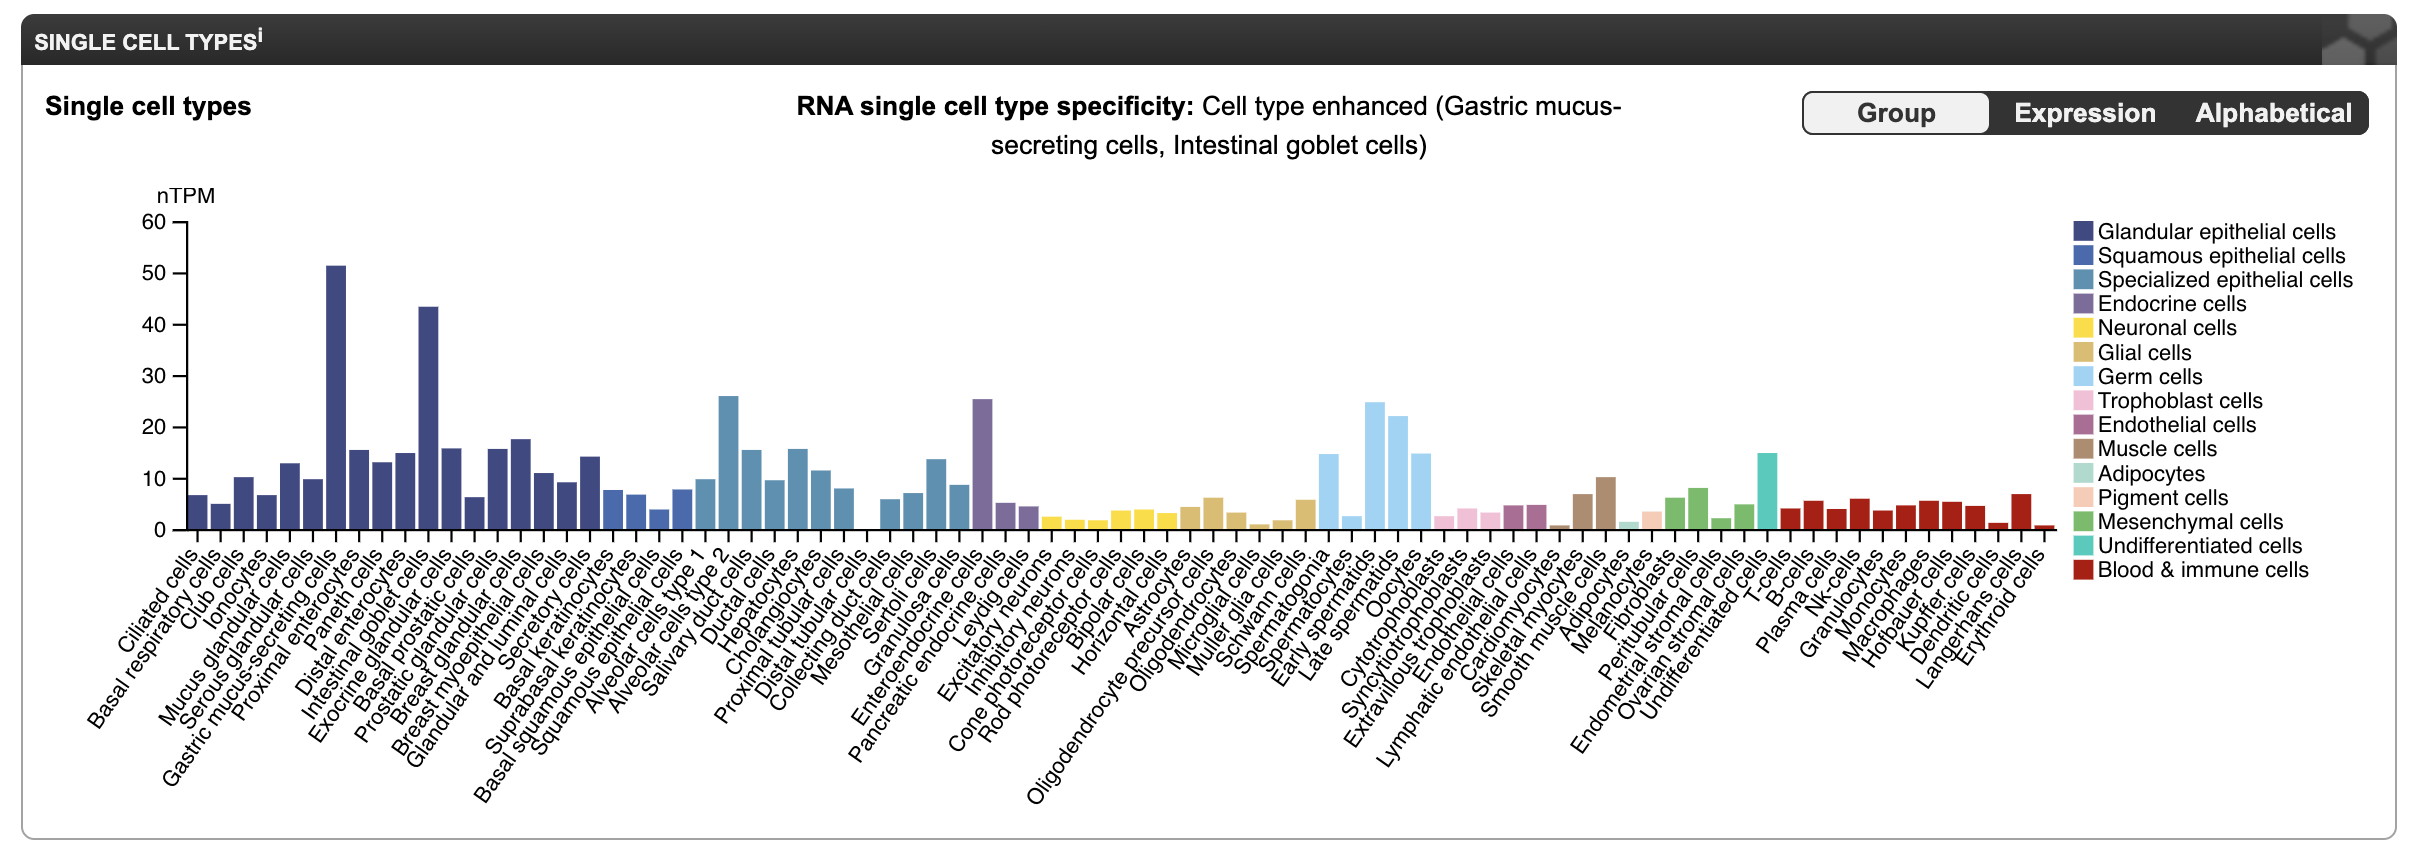 SINGLE CELL TYPESi
Single cell types
RNA single cell type specificity: Cell type enhanced (Gastric mucus-
secreting cells, Intestinal goblet cells)
Group
Expression
Alphabetical
nTPM
60
50
40
30
20
10
0
Ciliated cells
Basal respiratory cells
Club cells
Ionocytes
Mucus glandular cells
Serous glandular cells
Gastric mucus-secreting cells
Proximal enterocytes
Paneth cells
Distal enterocytes
Intestinal goblet cells
Exocrine glandular cells
Basal prostatic cells
Prostatic glandular cells
Breast glandular cells
Breast myoepithelial cells
Glandular and luminal cells
Secretory cells
Basal keratinocytes
Suprabasal keratinocytes
Basal squamous epithelial cells
Squamous epithelial cells
Alveolar cells type 1
Alveolar cells type 2
Salivary duct cells
Ductal cells
Hepatocytes
Cholangiocytes
Proximal tubular cells
Distal tubular cells
Collecting duct cells
Mesothelial cells
Sertoli cells
Granulosa cells
Enteroendocrine cells
Pancreatic endocrine cells
Leydig cells
Excitatory neurons
Inhibitory neurons
Cone photoreceptor cells
Rod photoreceptor cells
Bipolar cells
Horizontal cells
Astrocytes
Oligodendrocyte precursor cells
Oligodendrocytes
Microglial cells
Muller glia cells
Schwann cells
Spermatogonia
Spermatocytes
Early spermatids
Late spermatids
Oocytes
Cytotrophoblasts
Syncytiotrophoblasts
Extravillous trophoblasts
Endothelial cells
Lymphatic endothelial cells
Cardiomyocytes
Skeletal myocytes
Smooth muscle cells
Adipocytes
Melanocytes
Fibroblasts
Peritubular cells
Endometrial stromal cells
Ovarian stromal cells
Undifferentiated cells
T-cells
B-cells
Plasma cells
Nk-cells
Granulocytes
Monocytes
Macrophages
Hofbauer cells
Kupffer cells
Dendritic cells
Langerhans cells
Erythroid cells
Glandular epithelial cells
Squamous epithelial cells
Specialized epithelial cells
Endocrine cells
Neuronal cells
Glial cells
Germ cells
Trophoblast cells
Endothelial cells
Muscle cells
Adipocytes
Pigment cells
Mesenchymal cells
Undifferentiated cells
Blood & immune cells